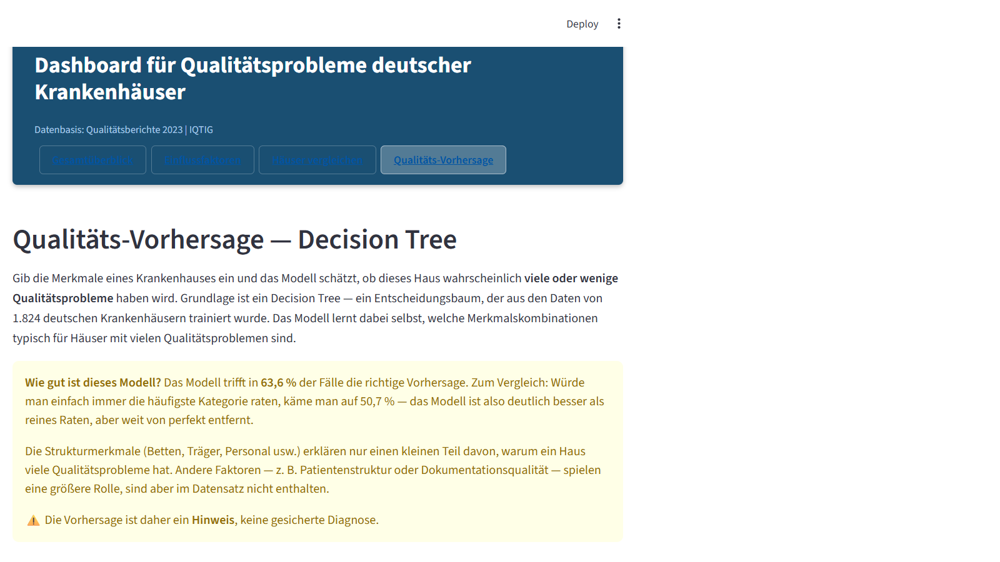 Deploy
Dashboard für Qualitätsprobleme deutscher
Krankenhäuser
Datenbasis: Qualitätsberichte 2023 | IQTIG
Gesamtüberblick Einflussfaktoren Häuser vergleichen Qualitäts-Vorhersage
Qualitäts-Vorhersage — Decision Tree
Gib die Merkmale eines Krankenhauses ein und das Modell schätzt, ob dieses Haus wahrscheinlich viele oder wenige
Qualitätsprobleme haben wird. Grundlage ist ein Decision Tree — ein Entscheidungsbaum, der aus den Daten von
1.824 deutschen Krankenhäusern trainiert wurde. Das Modell lernt dabei selbst, welche Merkmalskombinationen
typisch für Häuser mit vielen Qualitätsproblemen sind.
Wie gut ist dieses Modell? Das Modell trifft in 63,6 % der Fälle die richtige Vorhersage. Zum Vergleich: Würde
man einfach immer die häufigste Kategorie raten, käme man auf 50,7 % — das Modell ist also deutlich besser als
reines Raten, aber weit von perfekt entfernt.
Die Strukturmerkmale (Betten, Träger, Personal usw.) erklären nur einen kleinen Teil davon, warum ein Haus
viele Qualitätsprobleme hat. Andere Faktoren — z. B. Patientenstruktur oder Dokumentationsqualität — spielen
eine größere Rolle, sind aber im Datensatz nicht enthalten.
⚠️ Die Vorhersage ist daher ein Hinweis, keine gesicherte Diagnose.